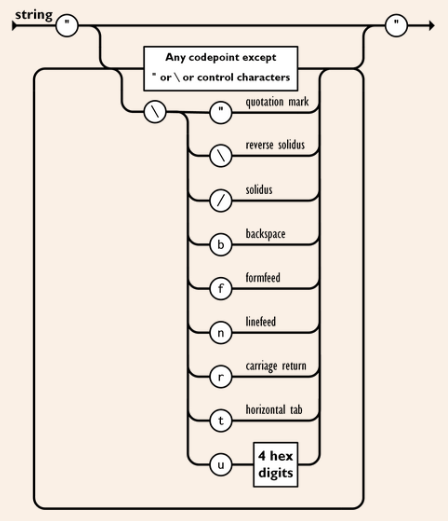 string
"
"
Any codepoint except
" or \ or control characters
\
" quotation mark
\ reverse solidus
/ solidus
b backspace
f formfeed
n linefeed
r carriage return
t horizontal tab
u 4 hex
digits